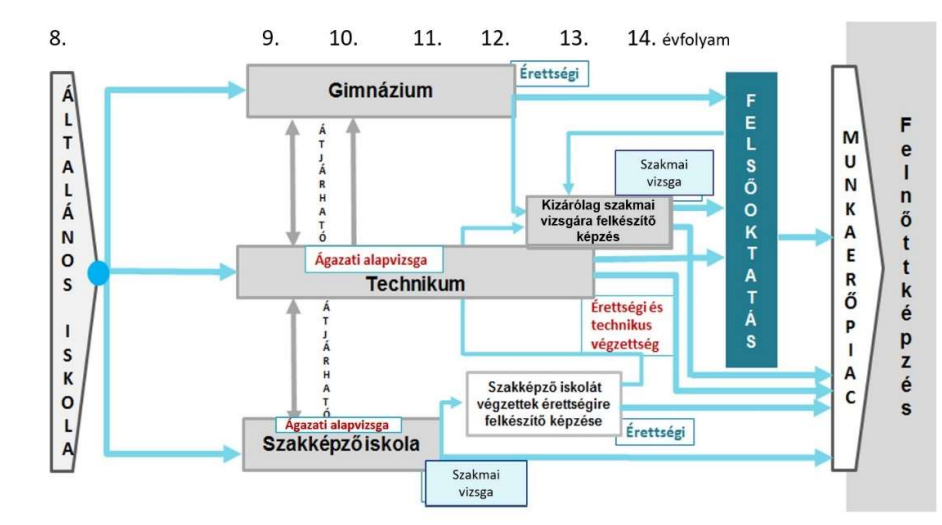 8. 9. 10. 11. 12. 13. 14. évfolyam
ÁLTALÁNOS ISKOLA
Gimnázium
Érettségi
ÁTJÁRHATÓ
Szakmai
vizsga
Kizárólag szakmai
vizsgára felkészítő
képzés
FELSŐOKTATÁS
MUNKAERŐPIAC
Felnőttképzés
Ágazati alapvizsga
Technikum
Érettségi és
technikus
végzettség
ÁTJÁRHATÓ
Szakképző iskolát
végzettek érettségire
felkészítő képzése
Érettségi
Ágazati alapvizsga
Szakképző iskola
Szakmai
vizsga